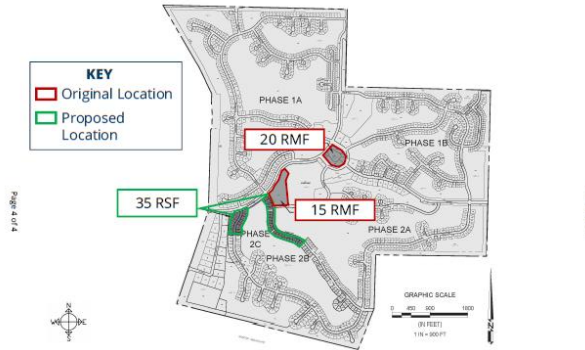 KEY
Original Location
Proposed
Location
PHASE 1A
20 RMF
PHASE 1B
35 RSF
15 RMF
PHASE
2C
PHASE 2B
PHASE 2A
Page 4 of 4
N
W
E
S
GRAPHIC SCALE
0 450 900 1800
(IN FEET)
1 IN = 900 FT
N